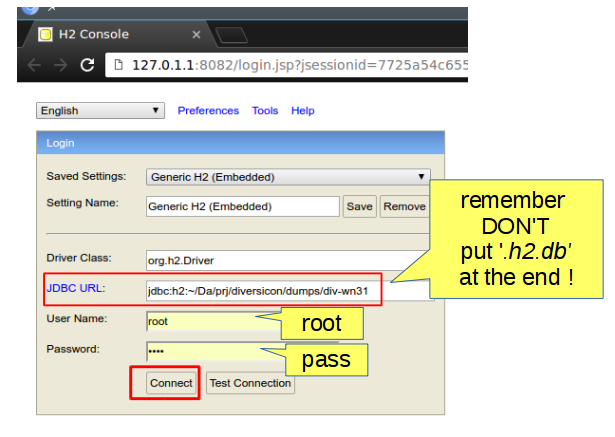 H2 Console
127.0.1.1:8082/login.jsp?jsessionid=7725a54c655
English Preferences Tools Help
Login
Saved Settings: Generic H2 (Embedded)
Setting Name: Generic H2 (Embedded) Save Remove
remember
DON'T
put '.h2.db'
at the end !
Driver Class: org.h2.Driver
JDBC URL: jdbc:h2:~/Da/prj/diversicon/dumps/div-wn31
User Name: root
root
Password: ••••
pass
Connect Test Connection